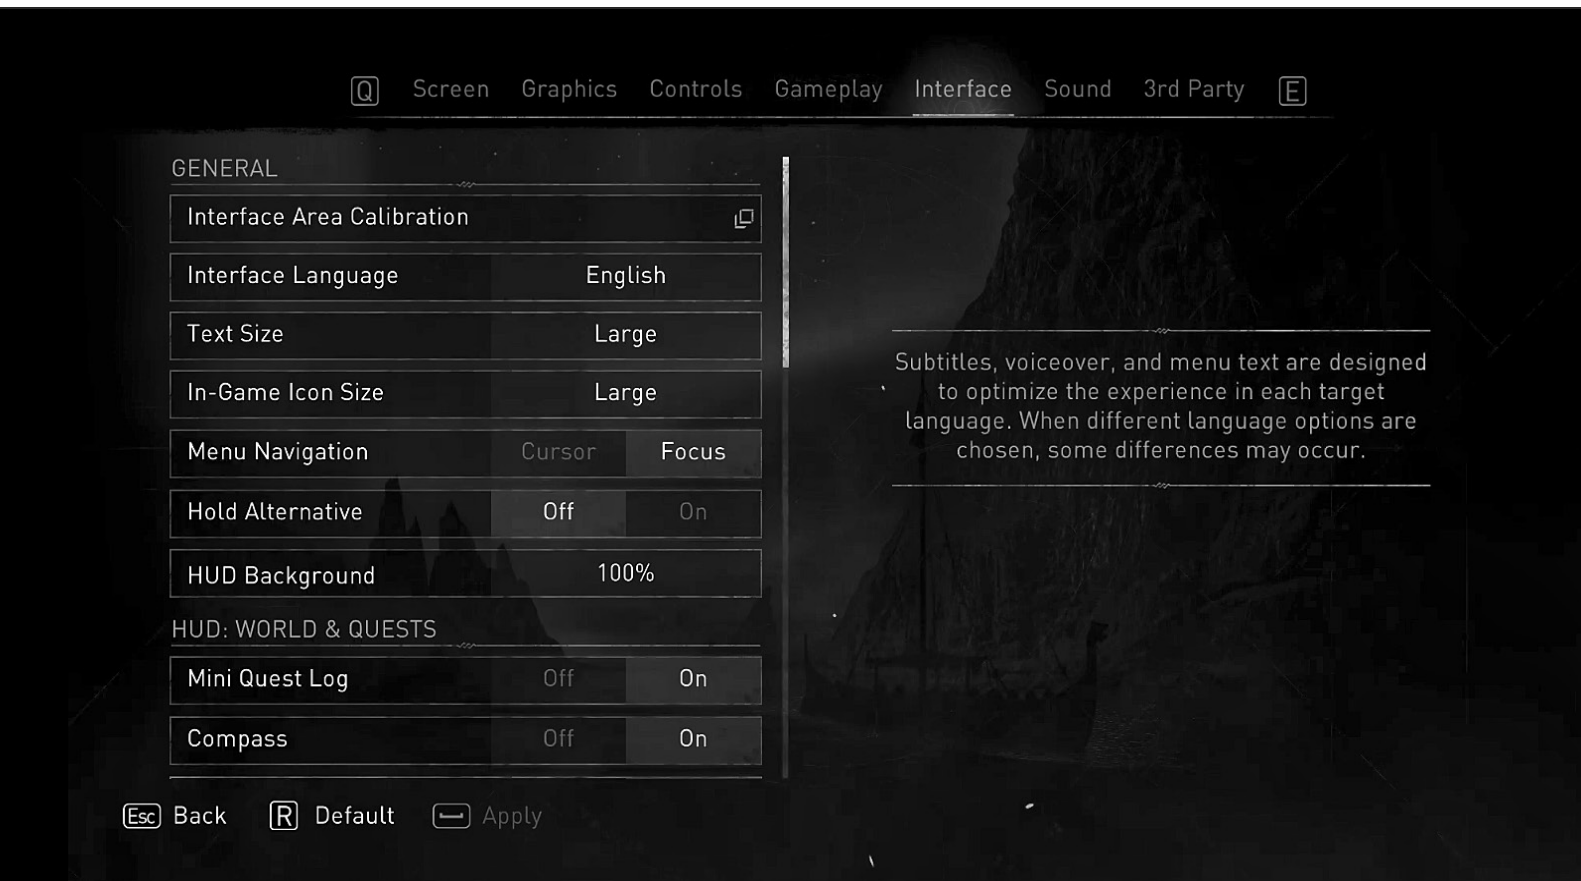 Q Screen Graphics Controls Gameplay Interface Sound 3rd Party E
GENERAL
Interface Area Calibration
Interface Language English
Text Size Large
In-Game Icon Size Large
Menu Navigation Cursor Focus
Hold Alternative Off On
HUD Background 100%
HUD: WORLD & QUESTS
Mini Quest Log Off On
Compass Off On
Subtitles, voiceover, and menu text are designed
to optimize the experience in each target
language. When different language options are
chosen, some differences may occur.
Esc Back R Default Apply